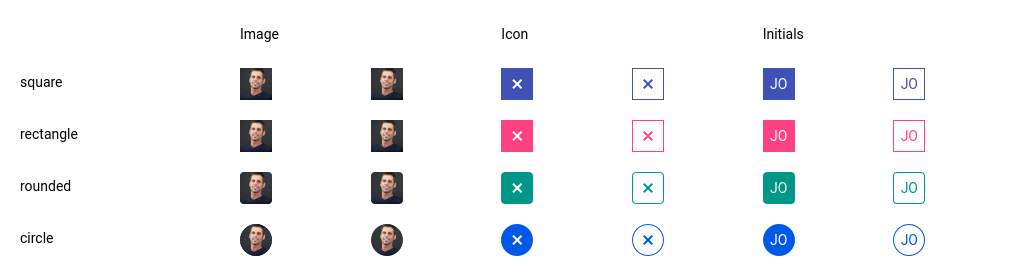 Image Icon Initials
square JO JO
rectangle JO JO
rounded JO JO
circle JO JO